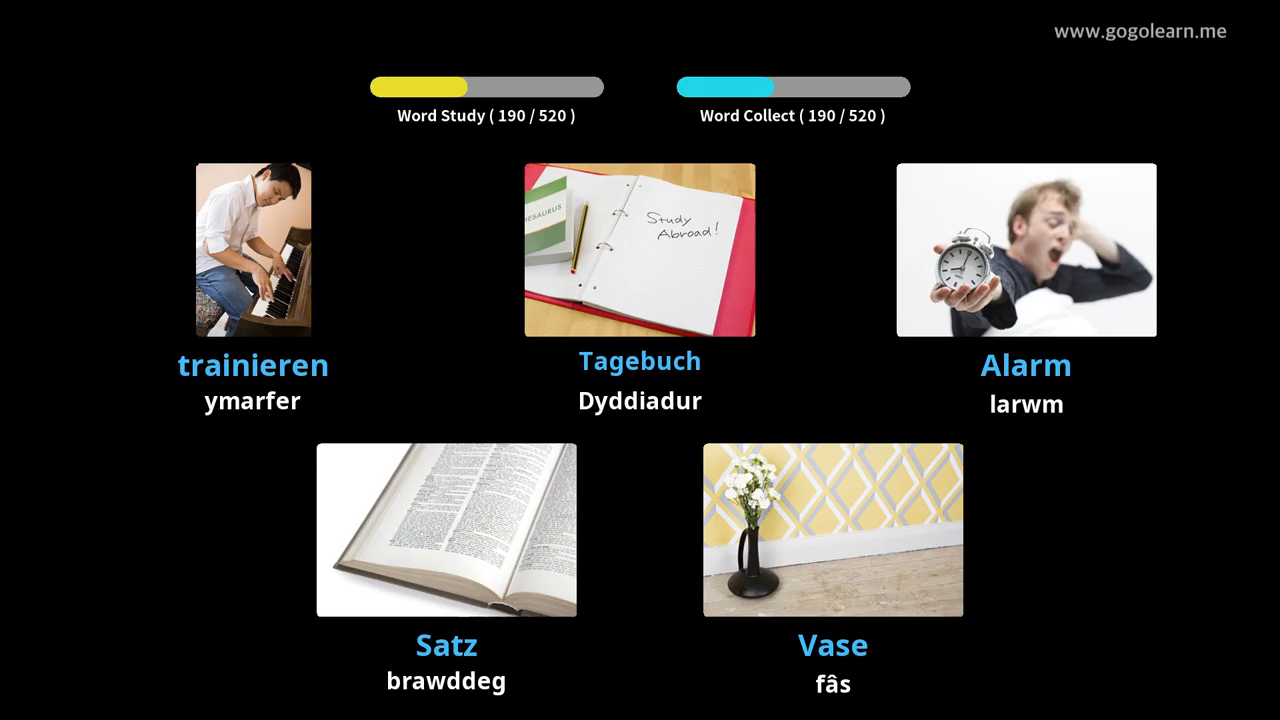 www.gogolearn.me
Word Study ( 190 / 520 )
Word Collect ( 190 / 520 )
HESAURUS
Study
Abroad!
trainieren
ymarfer
Tagebuch
Dyddiadur
Alarm
larwm
Satz
brawddeg
Vase
fâs